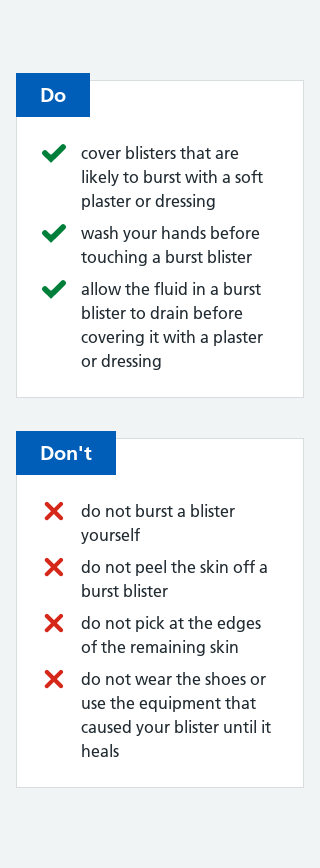 Do
cover blisters that are
likely to burst with a soft
plaster or dressing
wash your hands before
touching a burst blister
allow the fluid in a burst
blister to drain before
covering it with a plaster
or dressing
Don't
do not burst a blister
yourself
do not peel the skin off a
burst blister
do not pick at the edges
of the remaining skin
do not wear the shoes or
use the equipment that
caused your blister until it
heals